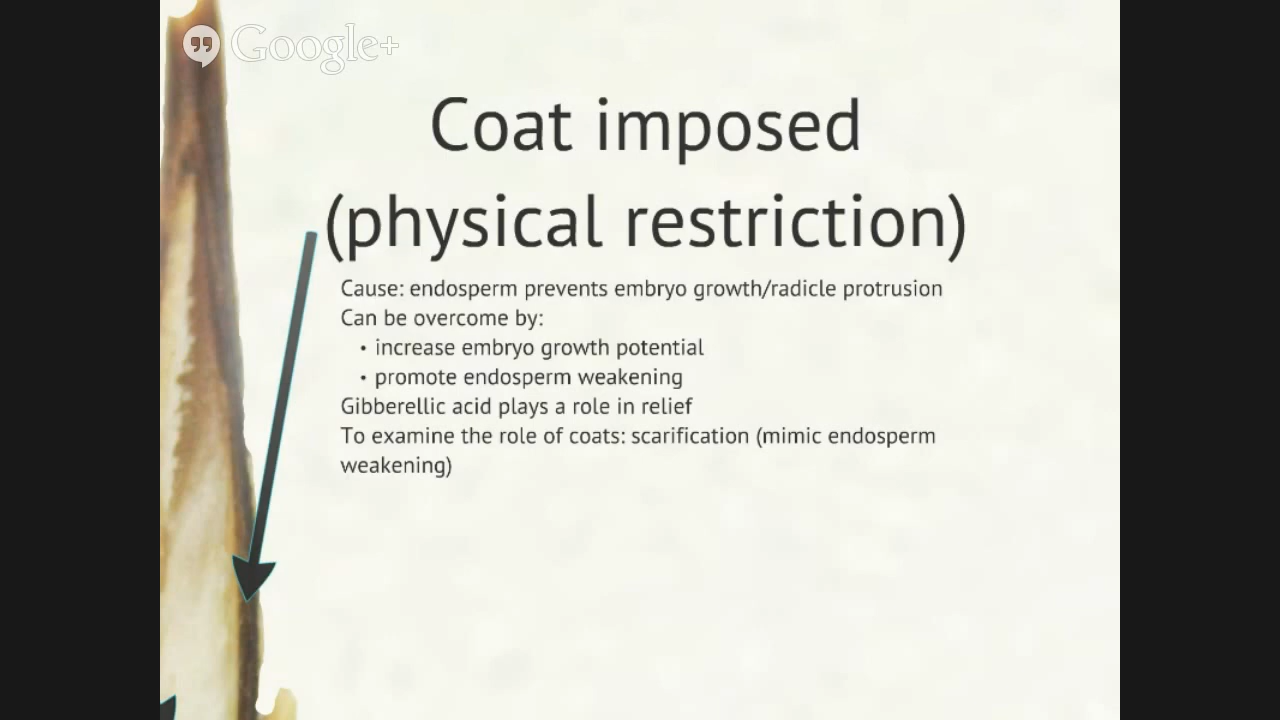 Google+
Coat imposed
(physical restriction)
Cause: endosperm prevents embryo growth/radicle protrusion
Can be overcome by:
• increase embryo growth potential
• promote endosperm weakening
Gibberellic acid plays a role in relief
To examine the role of coats: scarification (mimic endosperm
weakening)